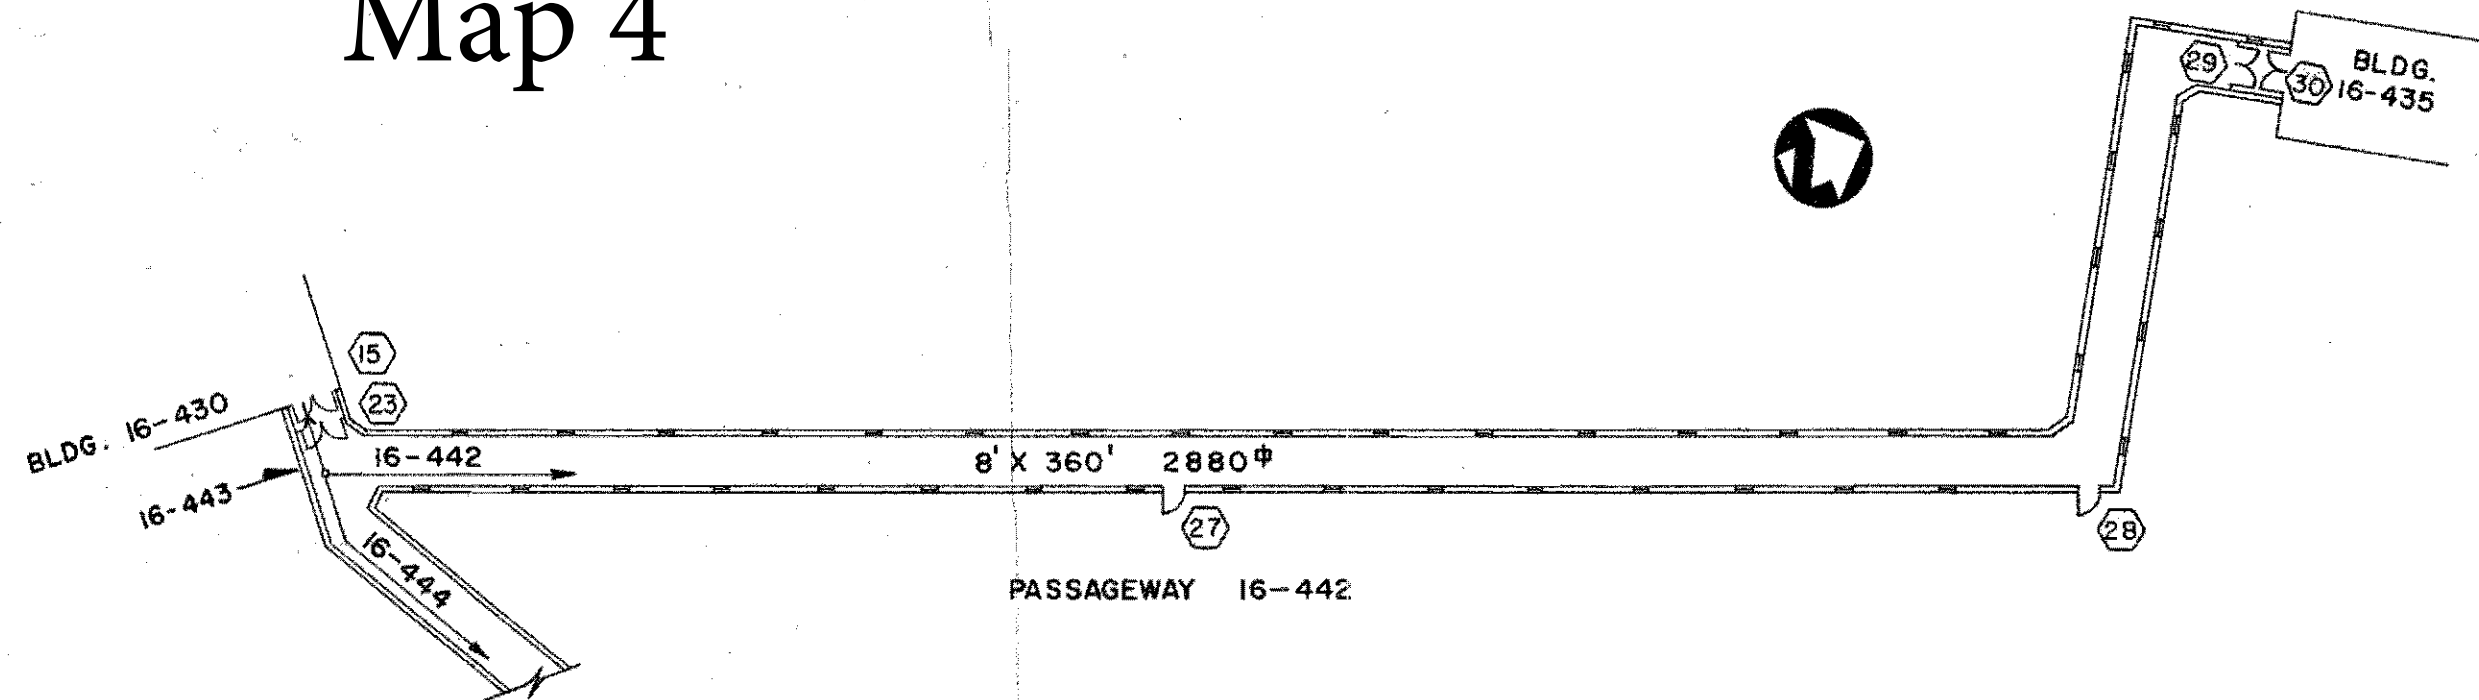 Map 4
29
30
BLDG.
16-435
15
23
BLDG. 16-430
16-442
8' X 360' 2880⌽
16-443
27
28
16-444
PASSAGEWAY 16-442